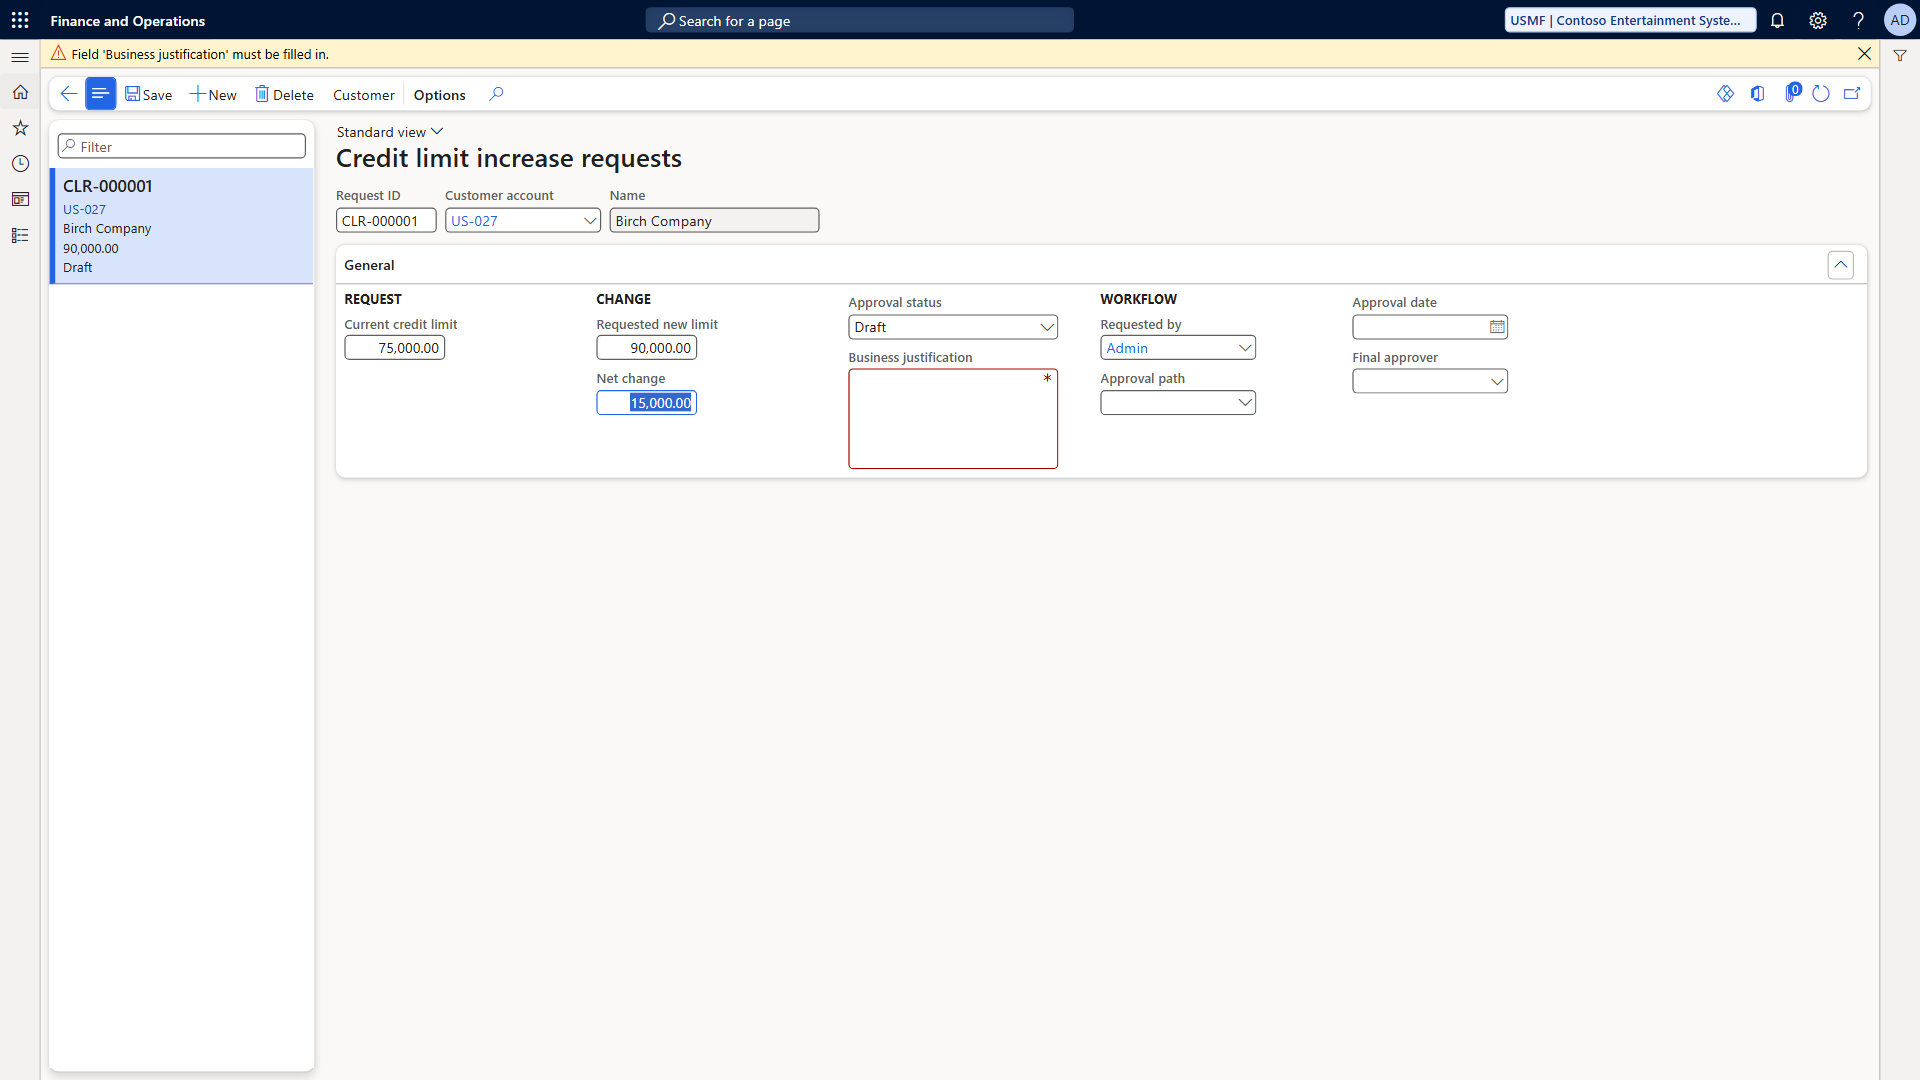 Finance and Operations
Search for a page
USMF | Contoso Entertainment Syste...
AD
Field 'Business justification' must be filled in.
Save
New
Delete
Customer
Options
0
Filter
CLR-000001
US-027
Birch Company
90,000.00
Draft
Standard view
Credit limit increase requests
Request ID
Customer account
Name
CLR-000001
US-027
Birch Company
General
REQUEST
Current credit limit
75,000.00
CHANGE
Requested new limit
90,000.00
Net change
15,000.00
Approval status
Draft
Business justification
*
WORKFLOW
Requested by
Admin
Approval path
Approval date
Final approver